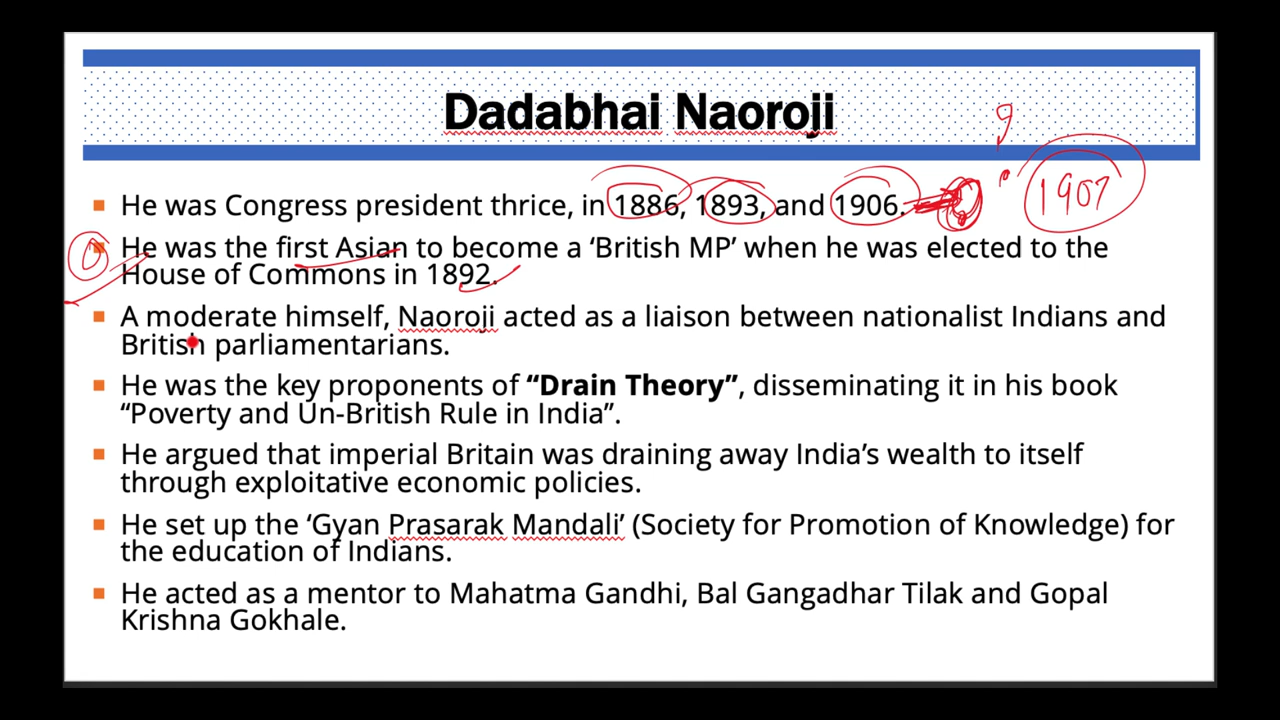 Dadabhai Naoroji
He was Congress president thrice, in 1886, 1893, and 1906.
1907
He was the first Asian to become a ‘British MP’ when he was elected to the
House of Commons in 1892.
A moderate himself, Naoroji acted as a liaison between nationalist Indians and
British parliamentarians.
He was the key proponents of “Drain Theory”, disseminating it in his book
“Poverty and Un-British Rule in India”.
He argued that imperial Britain was draining away India’s wealth to itself
through exploitative economic policies.
He set up the ‘Gyan Prasarak Mandali’ (Society for Promotion of Knowledge) for
the education of Indians.
He acted as a mentor to Mahatma Gandhi, Bal Gangadhar Tilak and Gopal
Krishna Gokhale.